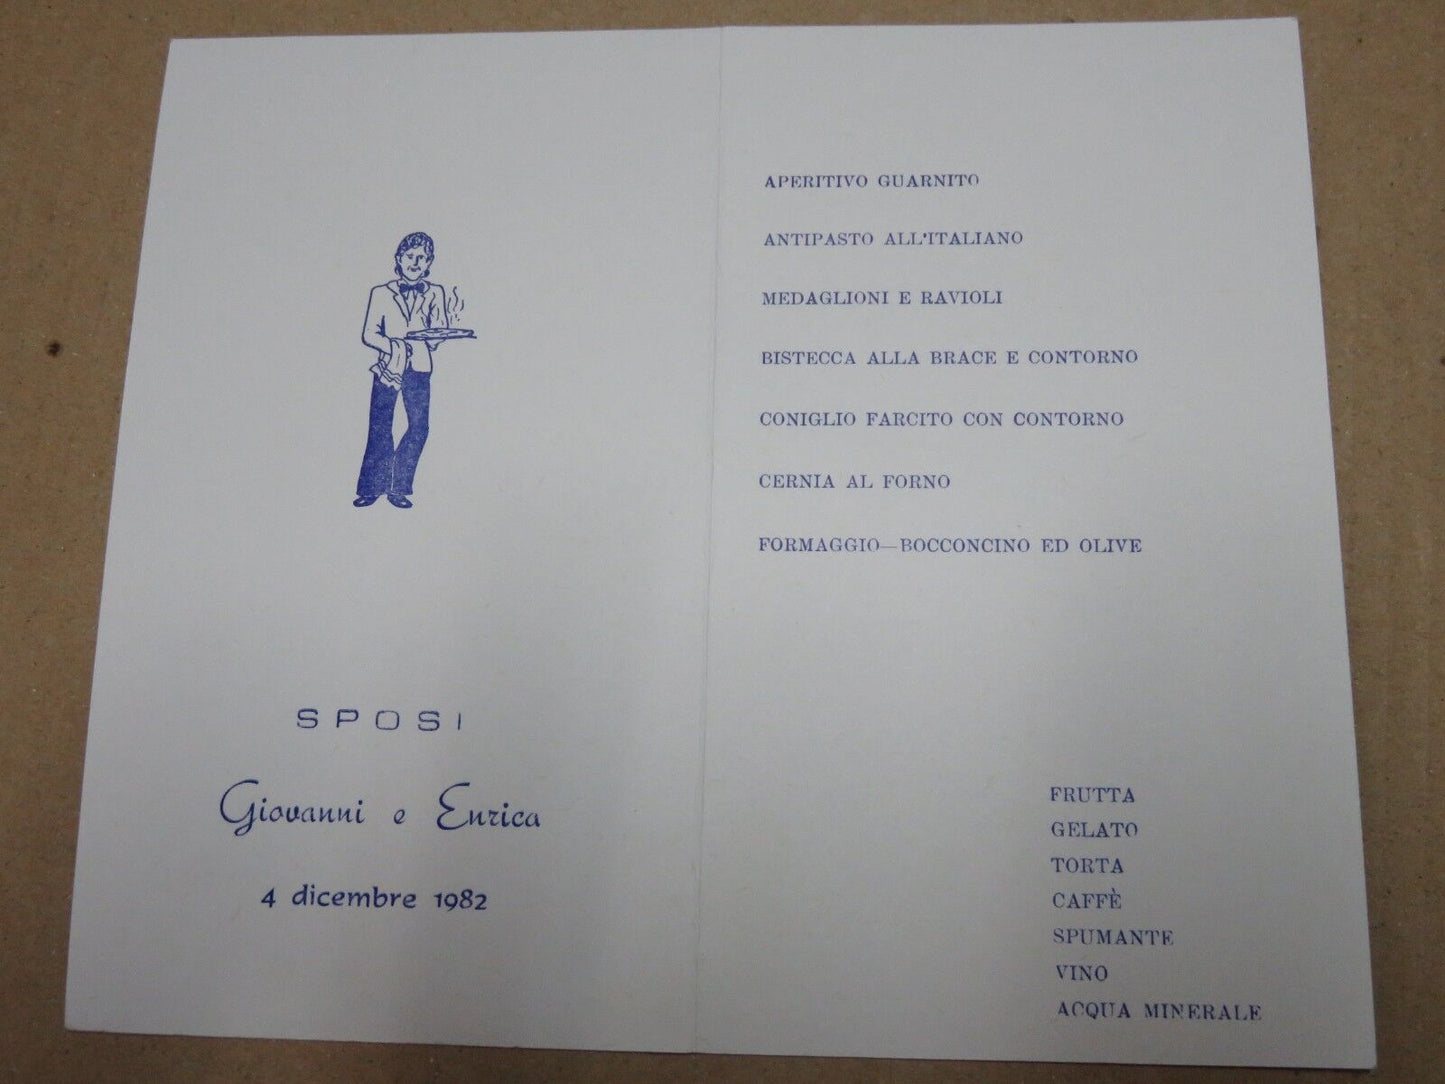 SPOSI
Giovanni e Enrica
4 dicembre 1982
APERITIVO GUARNITO
ANTIPASTO ALL'ITALIANO
MEDAGLIONI E RAVIOLI
BISTECCA ALLA BRACE E CONTORNO
CONIGLIO FARCITO CON CONTORNO
CERNIA AL FORNO
FORMAGGIO—BOCCONCINO ED OLIVE
FRUTTA
GELATO
TORTA
CAFFÈ
SPUMANTE
VINO
ACQUA MINERALE